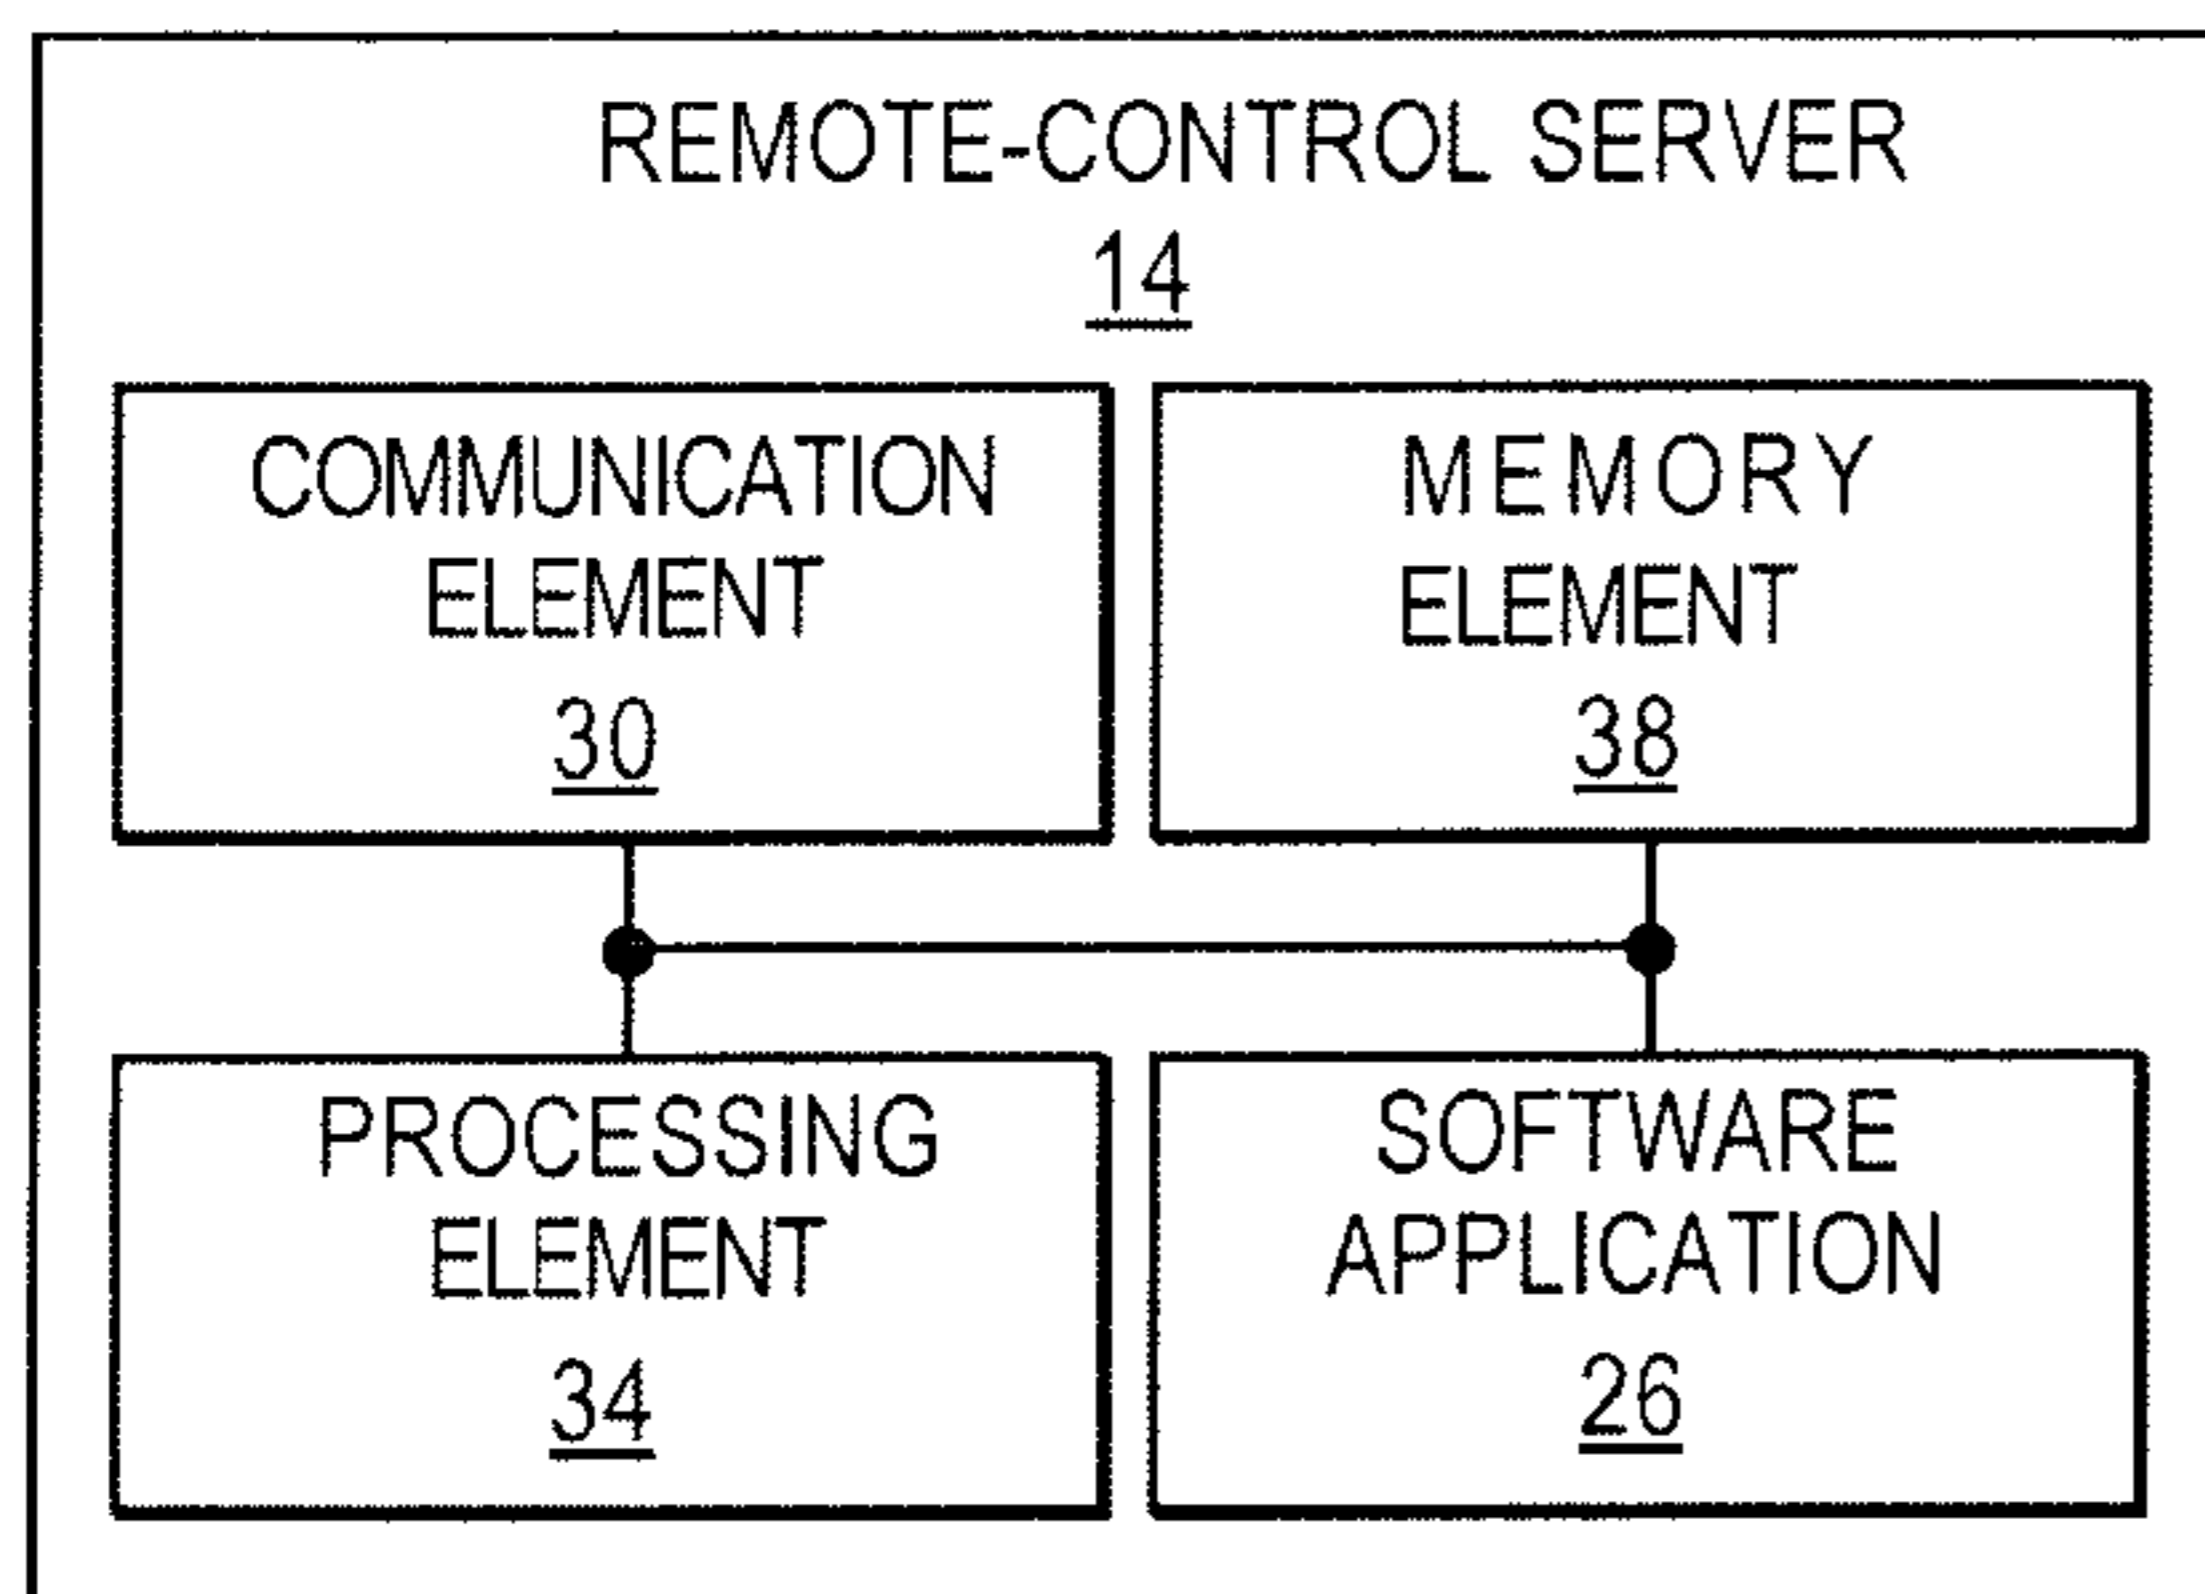 REMOTE-CONTROL SERVER
14
COMMUNICATION
ELEMENT
30
MEMORY
ELEMENT
38
PROCESSING
ELEMENT
34
SOFTWARE
APPLICATION
26